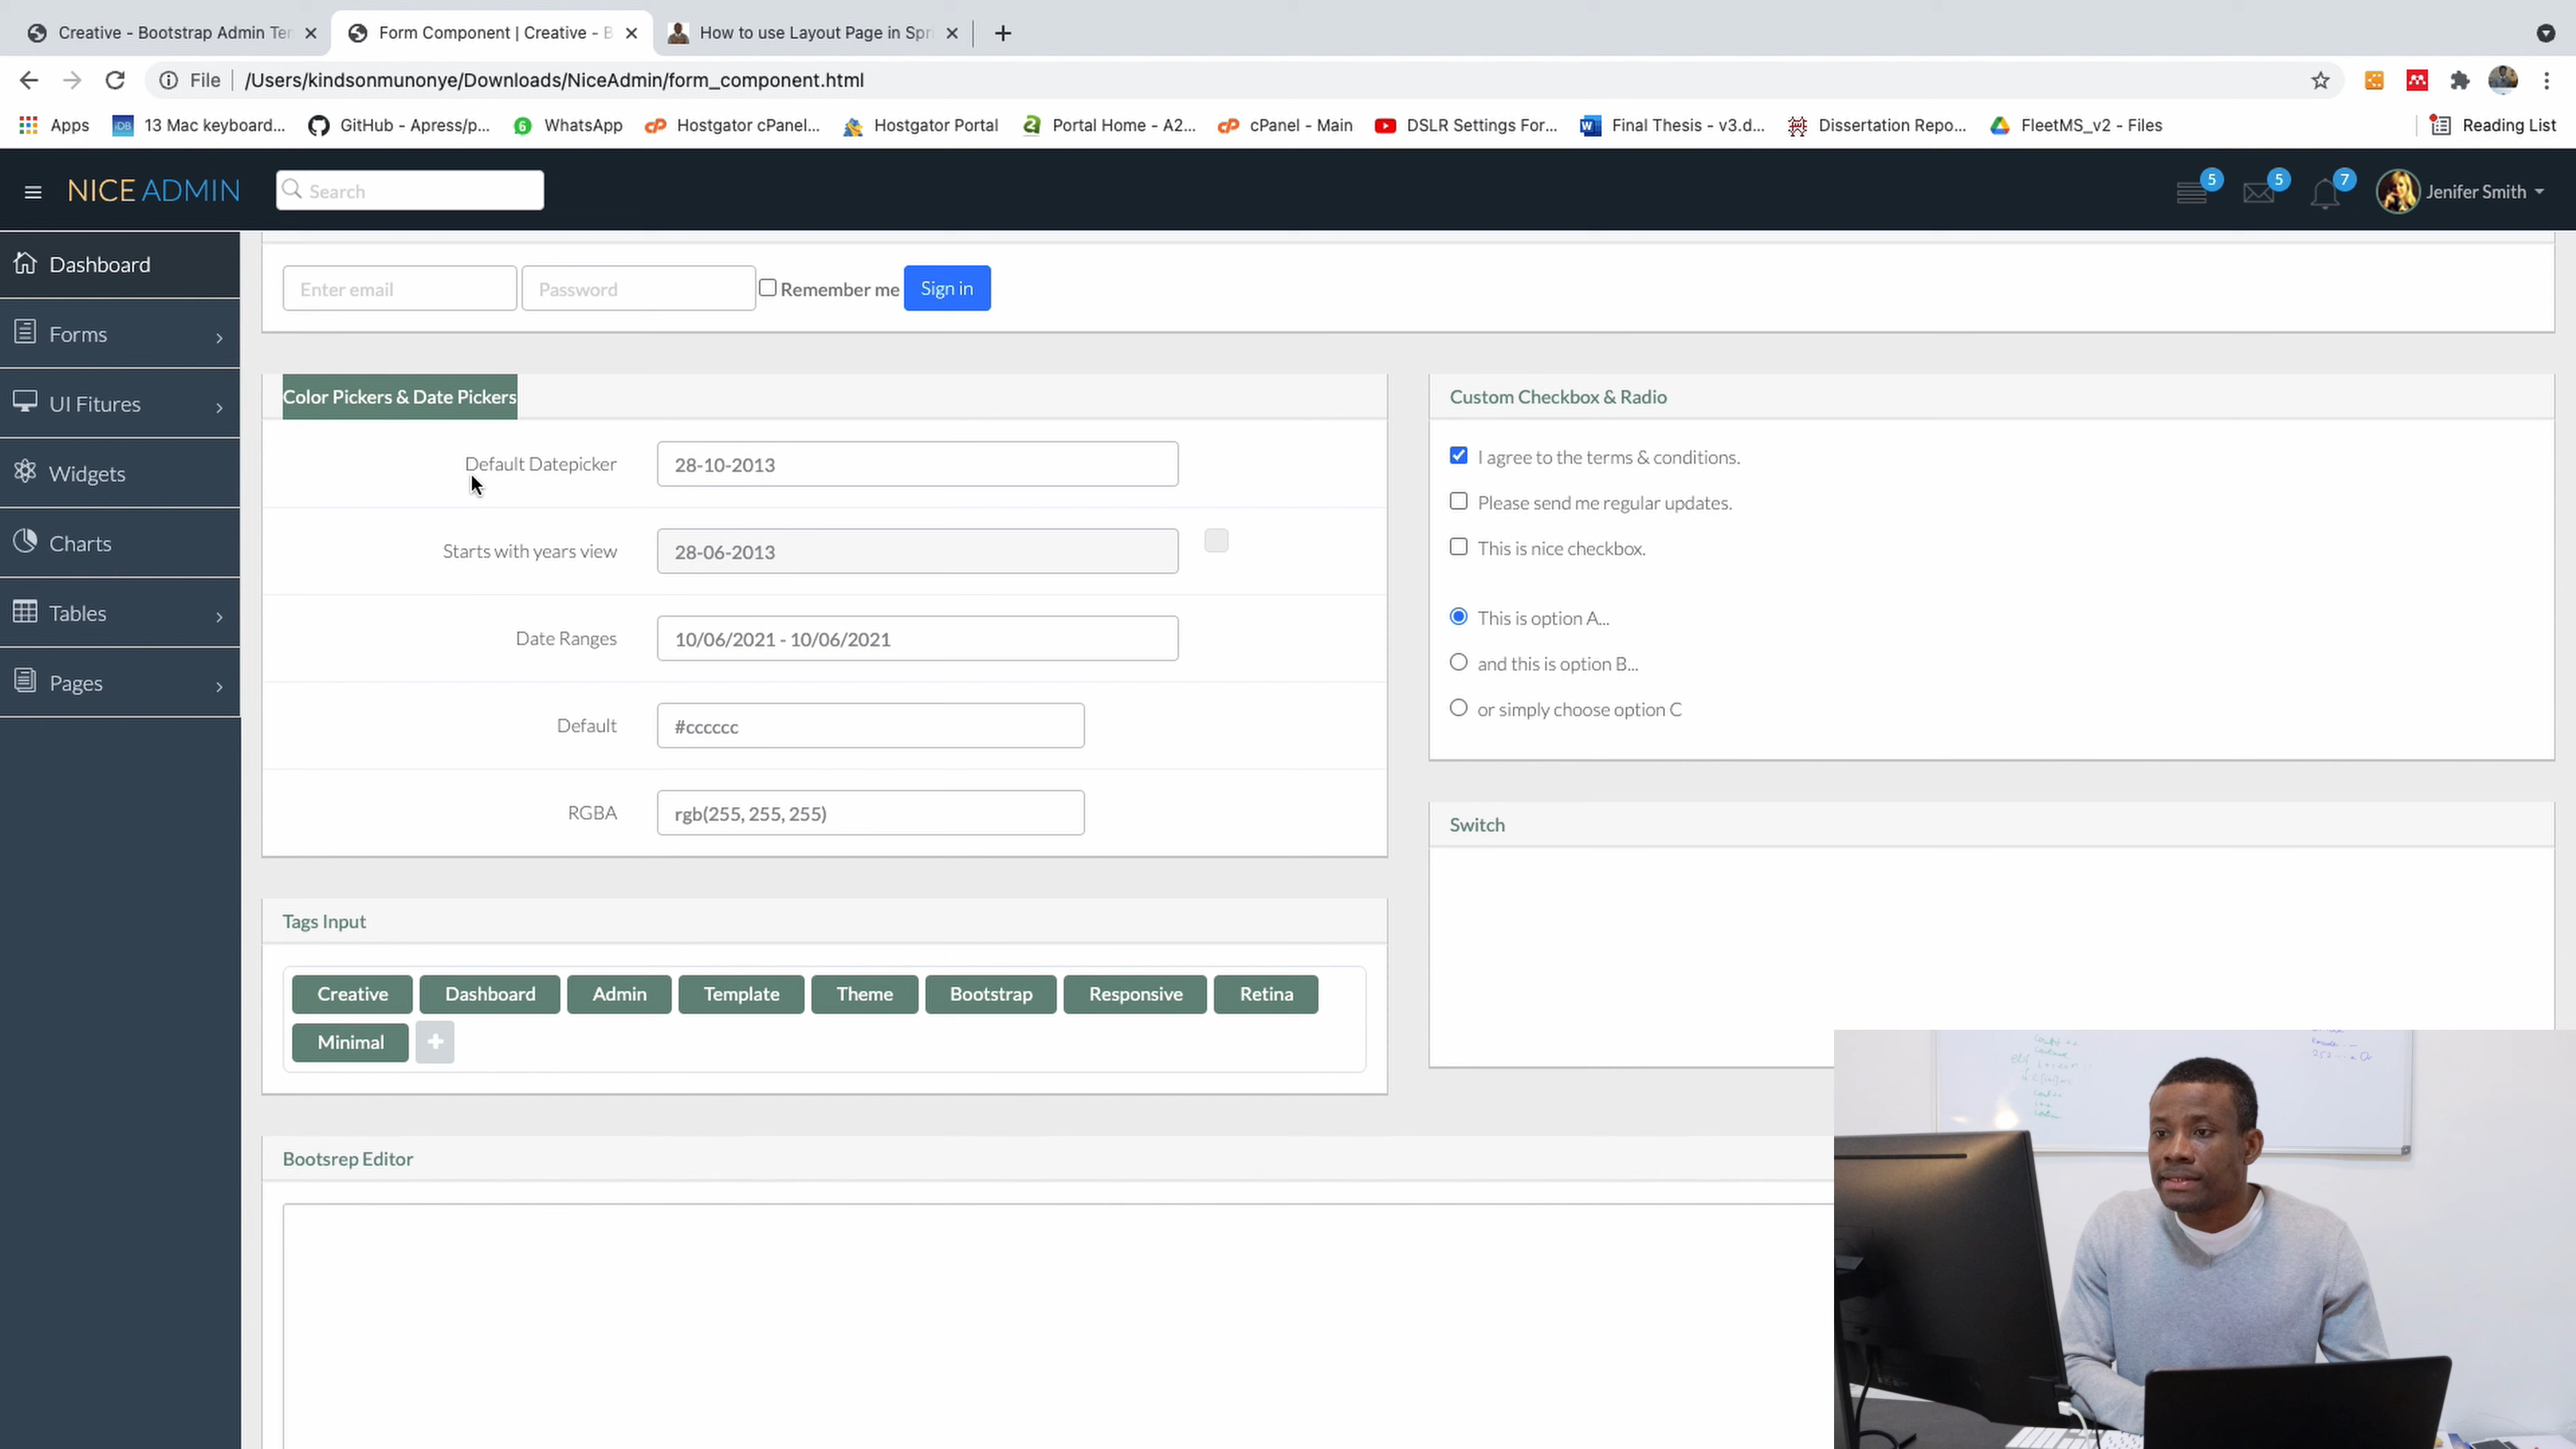 Creative - Bootstrap Admin Ter
Form Component | Creative - B
How to use Layout Page in Spri
File
/Users/kindsonmunonye/Downloads/NiceAdmin/form_component.html
Apps
13 Mac keyboard...
GitHub - Apress/p...
WhatsApp
Hostgator cPanel...
Hostgator Portal
Portal Home - A2...
cPanel - Main
DSLR Settings For...
Final Thesis - v3.d...
Dissertation Repo...
FleetMS_v2 - Files
Reading List
NICE ADMIN
Search
5
5
7
Jenifer Smith
Dashboard
Forms
UI Fitures
Widgets
Charts
Tables
Pages
Enter email
Password
Remember me
Sign in
Color Pickers & Date Pickers
Default Datepicker
28-10-2013
Starts with years view
28-06-2013
Date Ranges
10/06/2021 - 10/06/2021
Default
#cccccc
RGBA
rgb(255, 255, 255)
Custom Checkbox & Radio
I agree to the terms & conditions.
Please send me regular updates.
This is nice checkbox.
This is option A...
and this is option B...
or simply choose option C
Switch
Tags Input
Creative
Dashboard
Admin
Template
Theme
Bootstrap
Responsive
Retina
Minimal
Bootsrep Editor